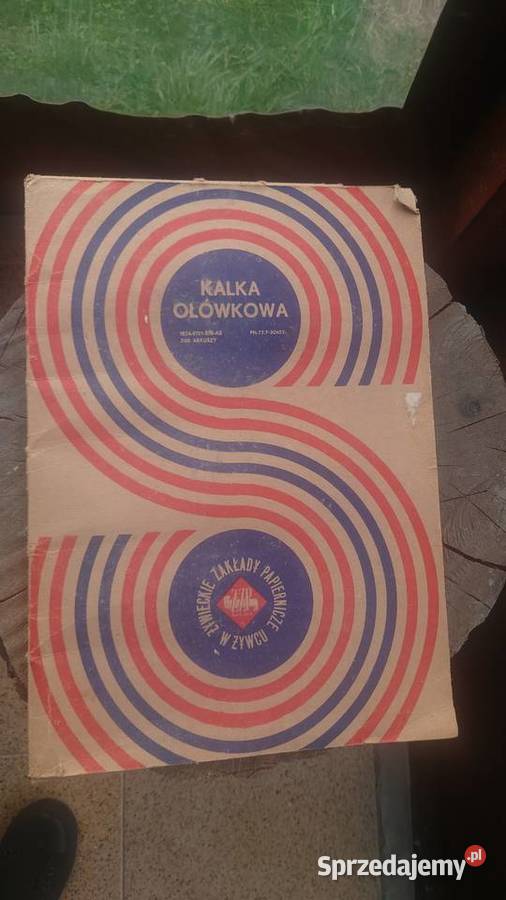 KALKA
OŁÓWKOWA
200 ARKUSZY
ŻYWIECKIE ZAKŁADY PAPIERNICZE
W ŻYWCU
Sprzedajemy.pl